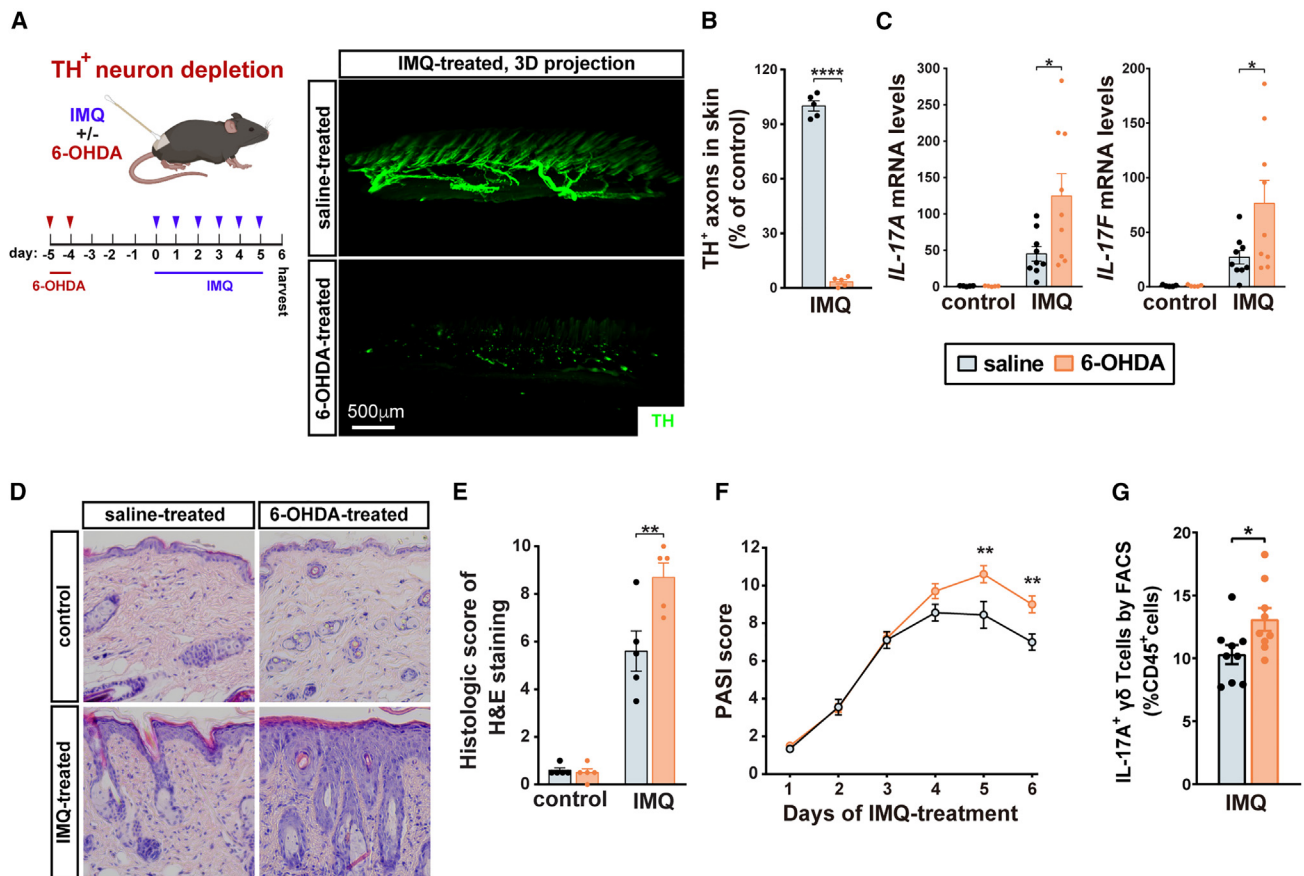 A
TH+ neuron depletion
IMQ
+/-
6-OHDA
day: -5 -4 -3 -2 -1 0 1 2 3 4 5 6
6-OHDA
IMQ
harvest
IMQ-treated, 3D projection
saline-treated
6-OHDA-treated
500μm
TH
B
TH+ axons in skin
(% of control)
120
90
60
30
0
****
IMQ
C
IL-17A mRNA levels
300
250
200
150
100
50
0
*
control
IMQ
IL-17F mRNA levels
200
150
100
50
0
*
control
IMQ
saline
6-OHDA
D
saline-treated
6-OHDA-treated
control
IMQ-treated
E
Histologic score of
H&E staining
10
8
6
4
2
0
**
control
IMQ
F
PASI score
12
10
8
6
4
2
0
**
**
1 2 3 4 5 6
Days of IMQ-treatment
G
IL-17A+ γδ Tcells by FACS
(%CD45+cells)
20
15
10
5
0
*
IMQ